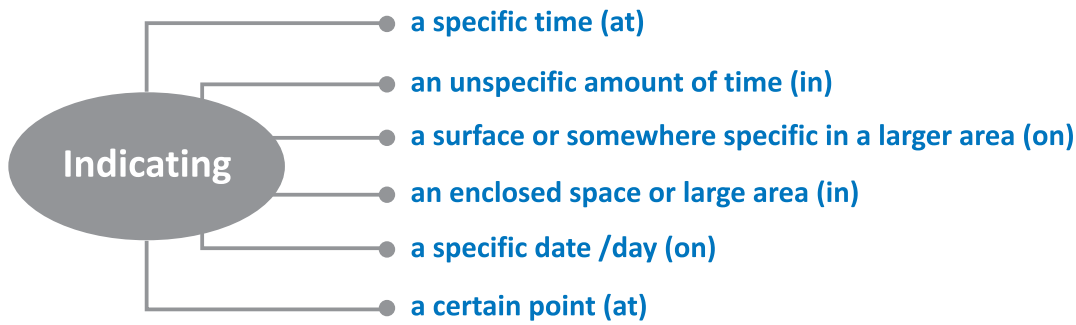 Indicating
a specific time (at)
an unspecific amount of time (in)
a surface or somewhere specific in a larger area (on)
an enclosed space or large area (in)
a specific date /day (on)
a certain point (at)